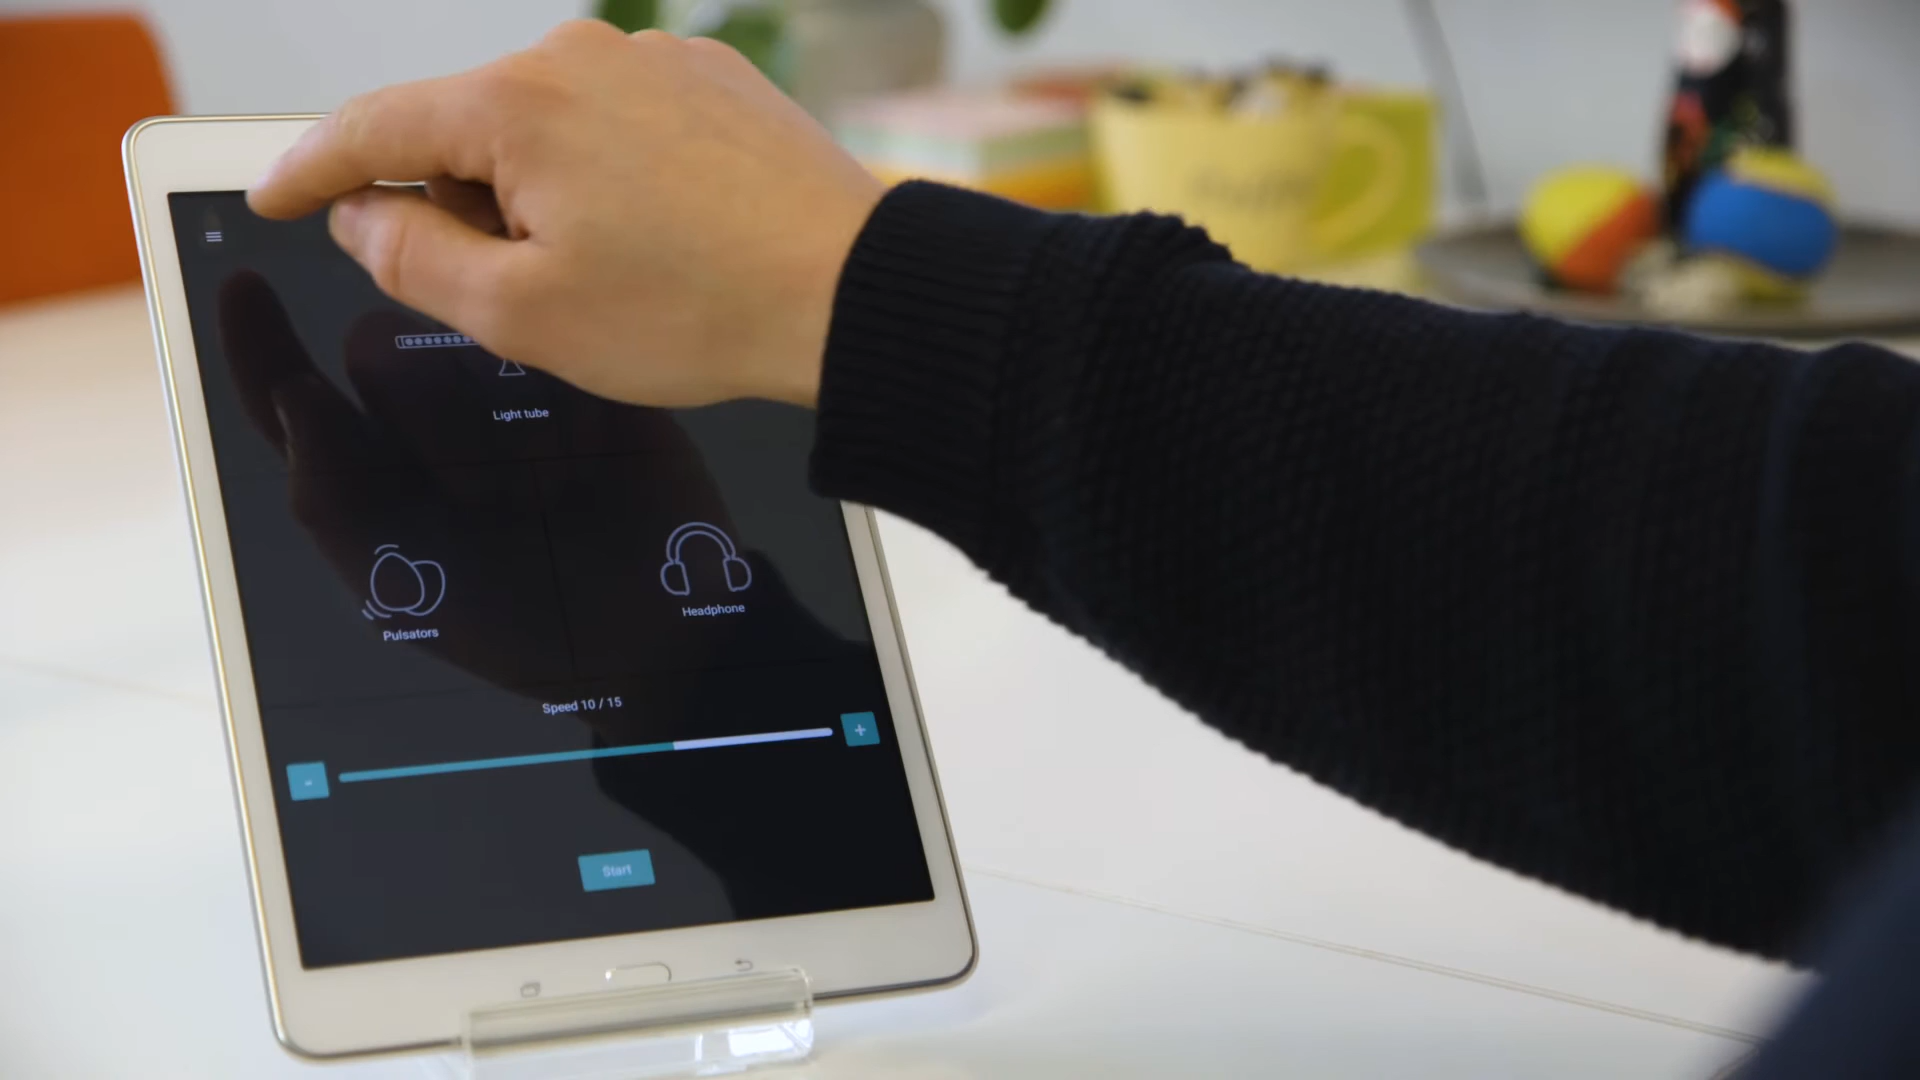 Light tube
Pulsators
Headphone
Speed 10 / 15
-
+
Start